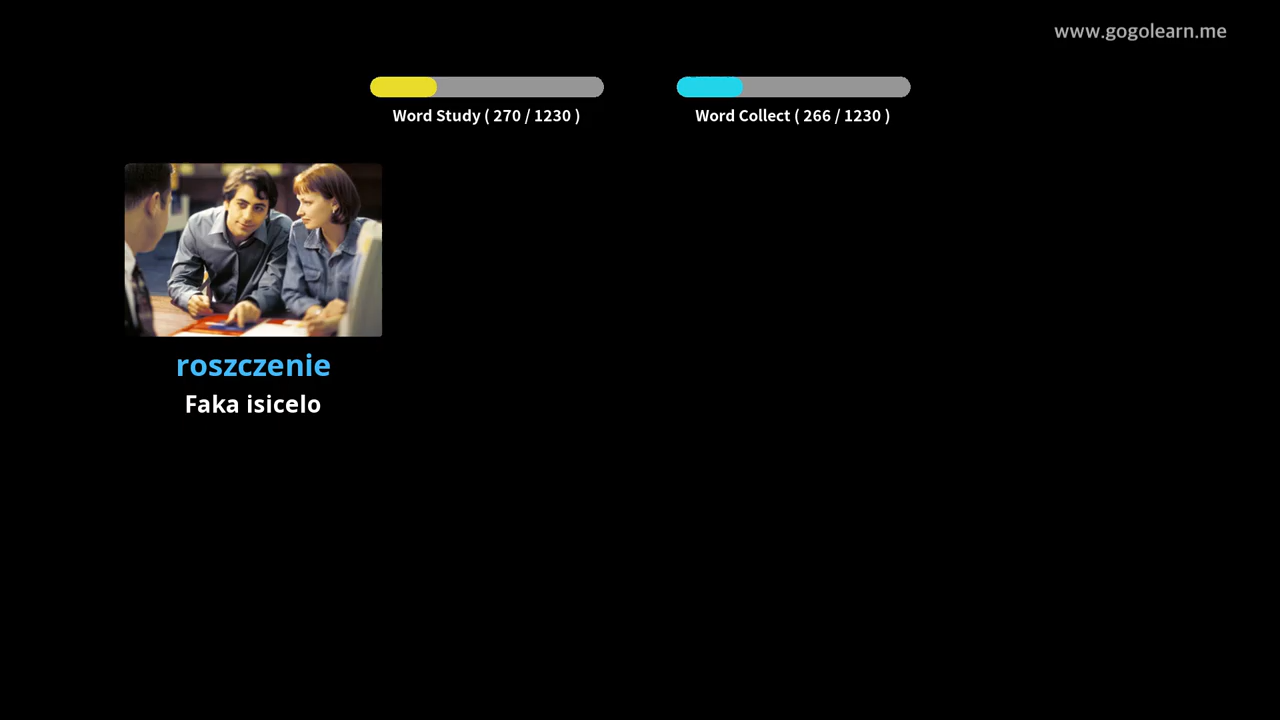 www.gogolearn.me
Word Study ( 270 / 1230 )
Word Collect ( 266 / 1230 )
roszczenie
Faka isicelo